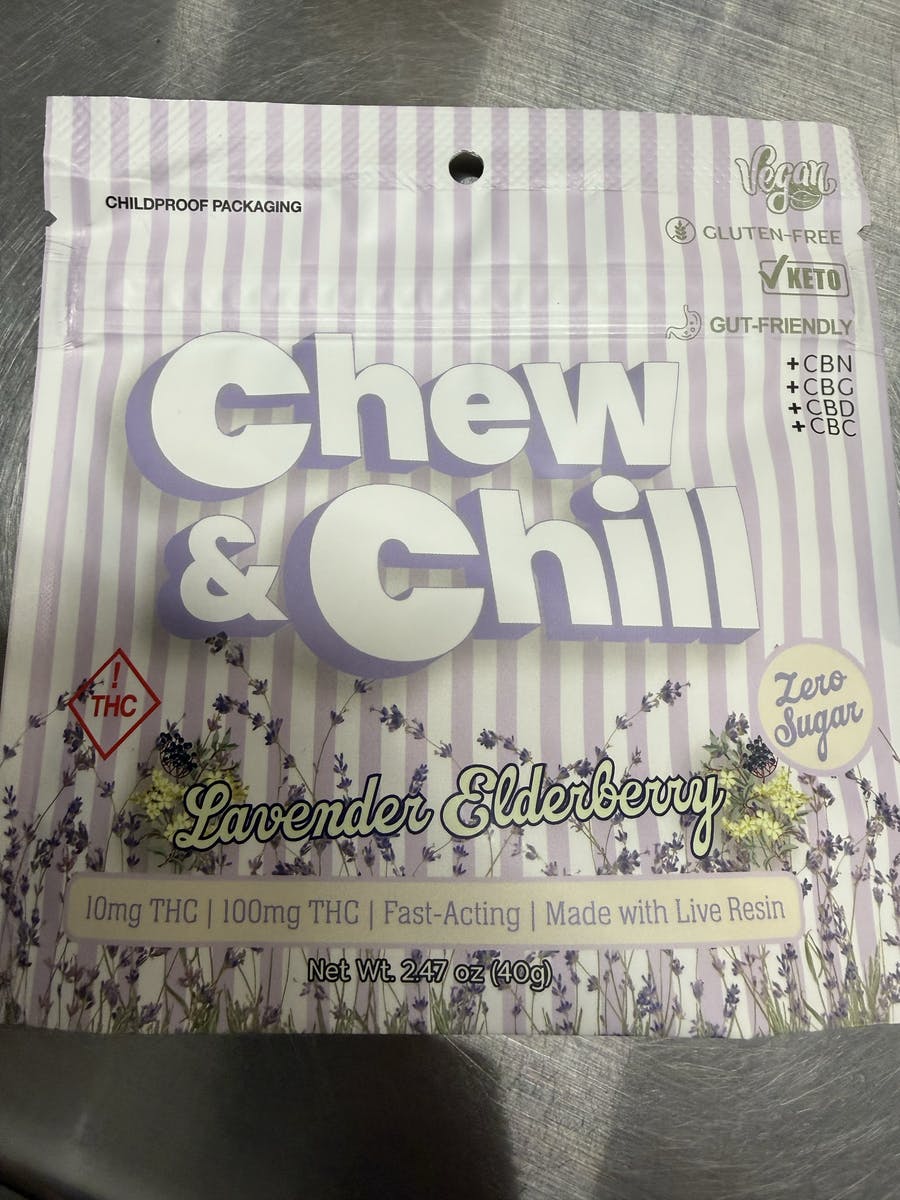 CHILDPROOF PACKAGING
Vegan
GLUTEN-FREE
KETO
GUT-FRIENDLY
+CBN
+CBG
+CBD
+CBC
Chew
& Chill
!
THC
Zero
Sugar
Lavender Elderberry
10mg THC | 100mg THC | Fast-Acting | Made with Live Resin
Net Wt. 2.47 oz (40g)